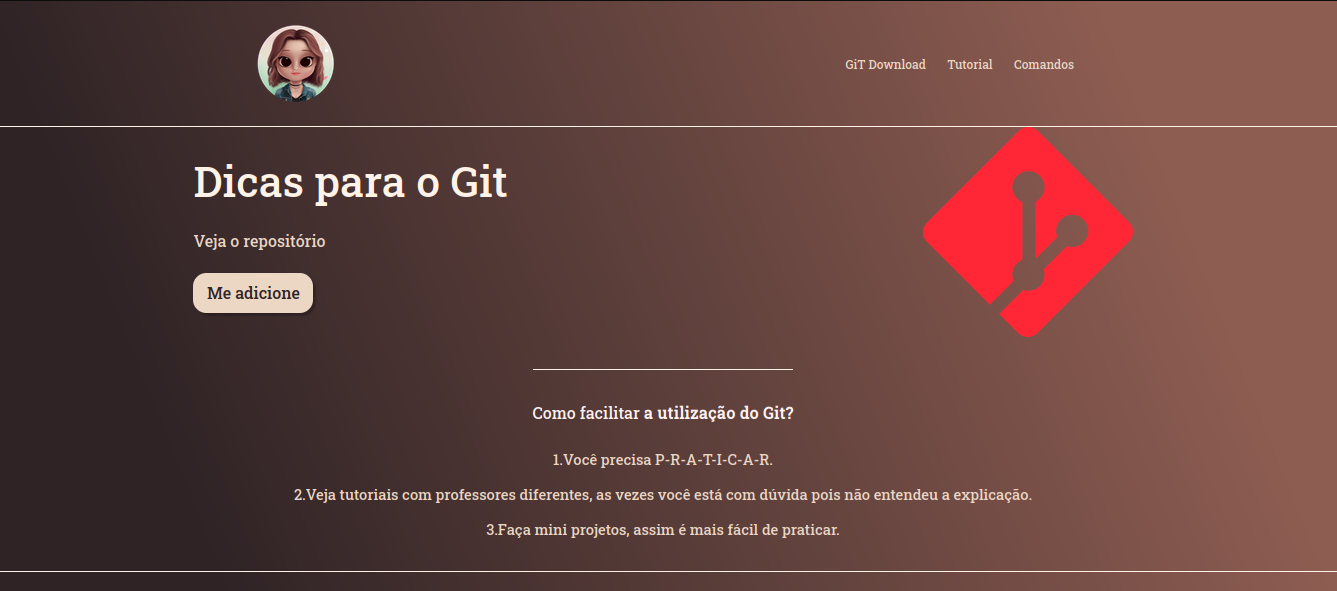 GiT Download Tutorial Comandos
Dicas para o Git
Veja o repositório
Me adicione
Como facilitar a utilização do Git?
1.Você precisa P-R-A-T-I-C-A-R.
2.Veja tutoriais com professores diferentes, as vezes você está com dúvida pois não entendeu a explicação.
3.Faça mini projetos, assim é mais fácil de praticar.